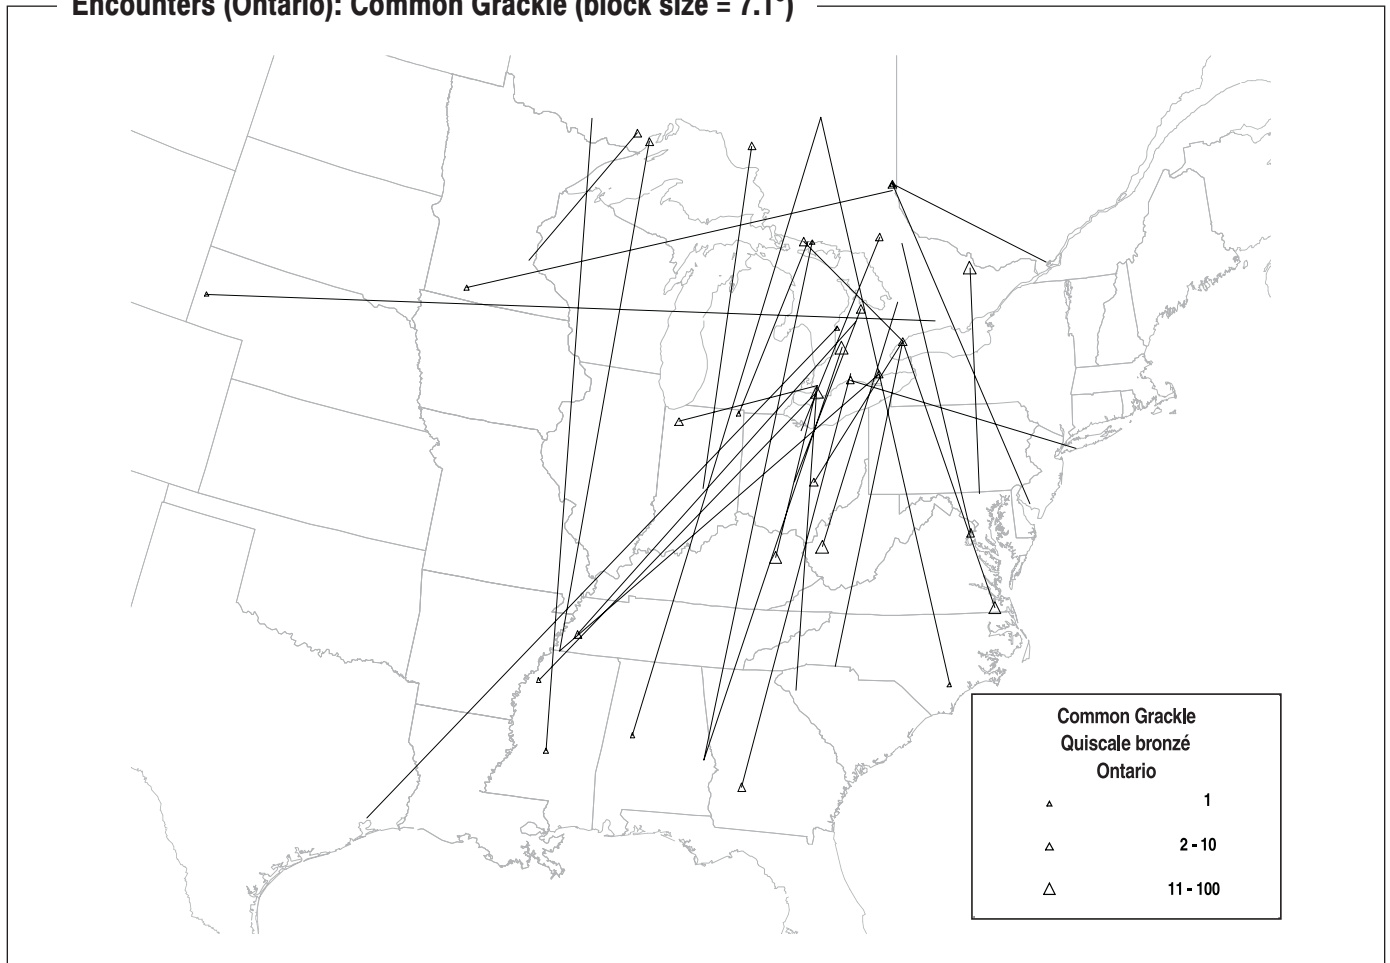 Encounters (Ontario): Common Grackle (block size = 7.1°)
Common Grackle
Quiscale bronzé
Ontario
1
2 - 10
11 - 100